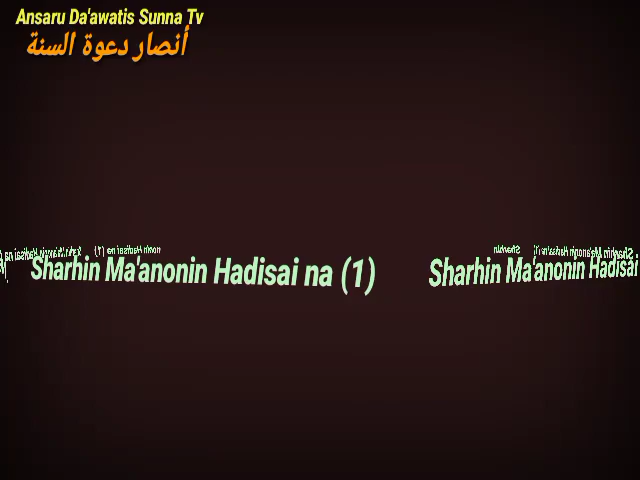 Ansaru Da'awatis Sunna Tv
أنصار دعوة السنة
Sharhin Ma'anonin Hadisai na (1)
Sharhin Ma'anonin Hadisai